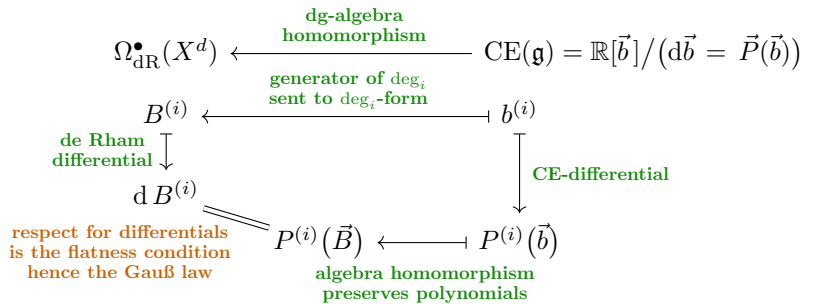 dg-algebra
homomorphism
Ω•dR(X^d) CE(𝔤) = ℝ[b⃗]/(db⃗ = P⃗(b⃗))
generator of deg_i
sent to deg_i-form
B^(i) b^(i)
de Rham
differential
CE-differential
d B^(i)
respect for differentials
is the flatness condition
hence the Gauß law
P^(i)(B⃗) P^(i)(b⃗)
algebra homomorphism
preserves polynomials